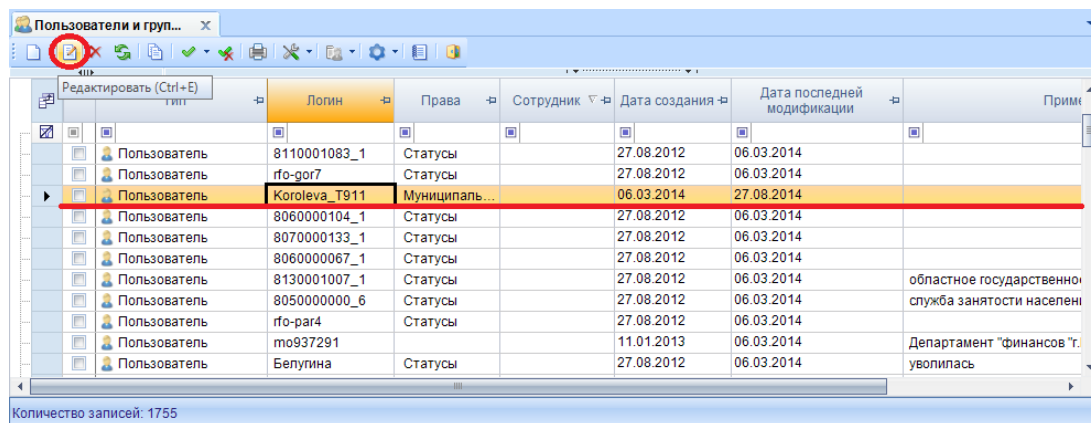 Пользователи и груп... x
Редактировать (Ctrl+E)
Тип Логин Права Сотрудник Дата создания Дата последней модификации Приме
Пользователь 8110001083_1 Статусы 27.08.2012 06.03.2014
Пользователь rfo-gor7 Статусы 27.08.2012 06.03.2014
Пользователь Koroleva_T911 Муниципаль... 06.03.2014 27.08.2014
Пользователь 8060000104_1 Статусы 27.08.2012 06.03.2014
Пользователь 8070000133_1 Статусы 27.08.2012 06.03.2014
Пользователь 8060000067_1 Статусы 27.08.2012 06.03.2014
Пользователь 8130001007_1 Статусы 27.08.2012 06.03.2014 областное государственно
Пользователь 8050000000_6 Статусы 27.08.2012 06.03.2014 служба занятости населен
Пользователь rfo-par4 Статусы 27.08.2012 06.03.2014
Пользователь mo937291 11.01.2013 06.03.2014 Департамент "финансов "г.
Пользователь Белугина Статусы 27.08.2012 06.03.2014 уволилась
Количество записей: 1755